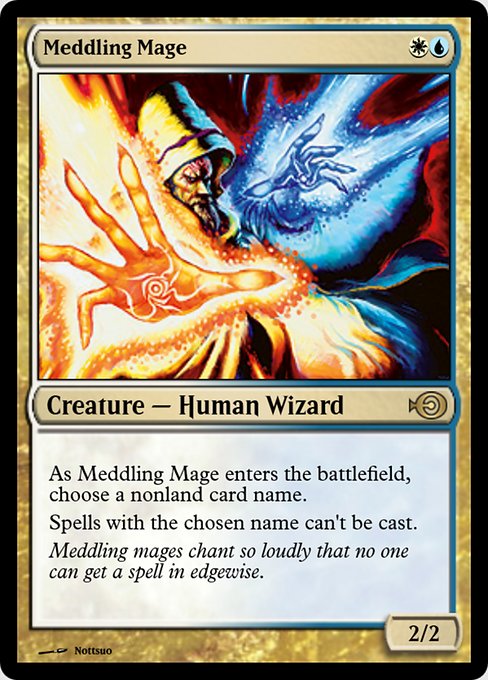 Meddling Mage
Creature — Human Wizard
As Meddling Mage enters the battlefield,
choose a nonland card name.
Spells with the chosen name can't be cast.
Meddling mages chant so loudly that no one
can get a spell in edgewise.
2/2
Nottsuo